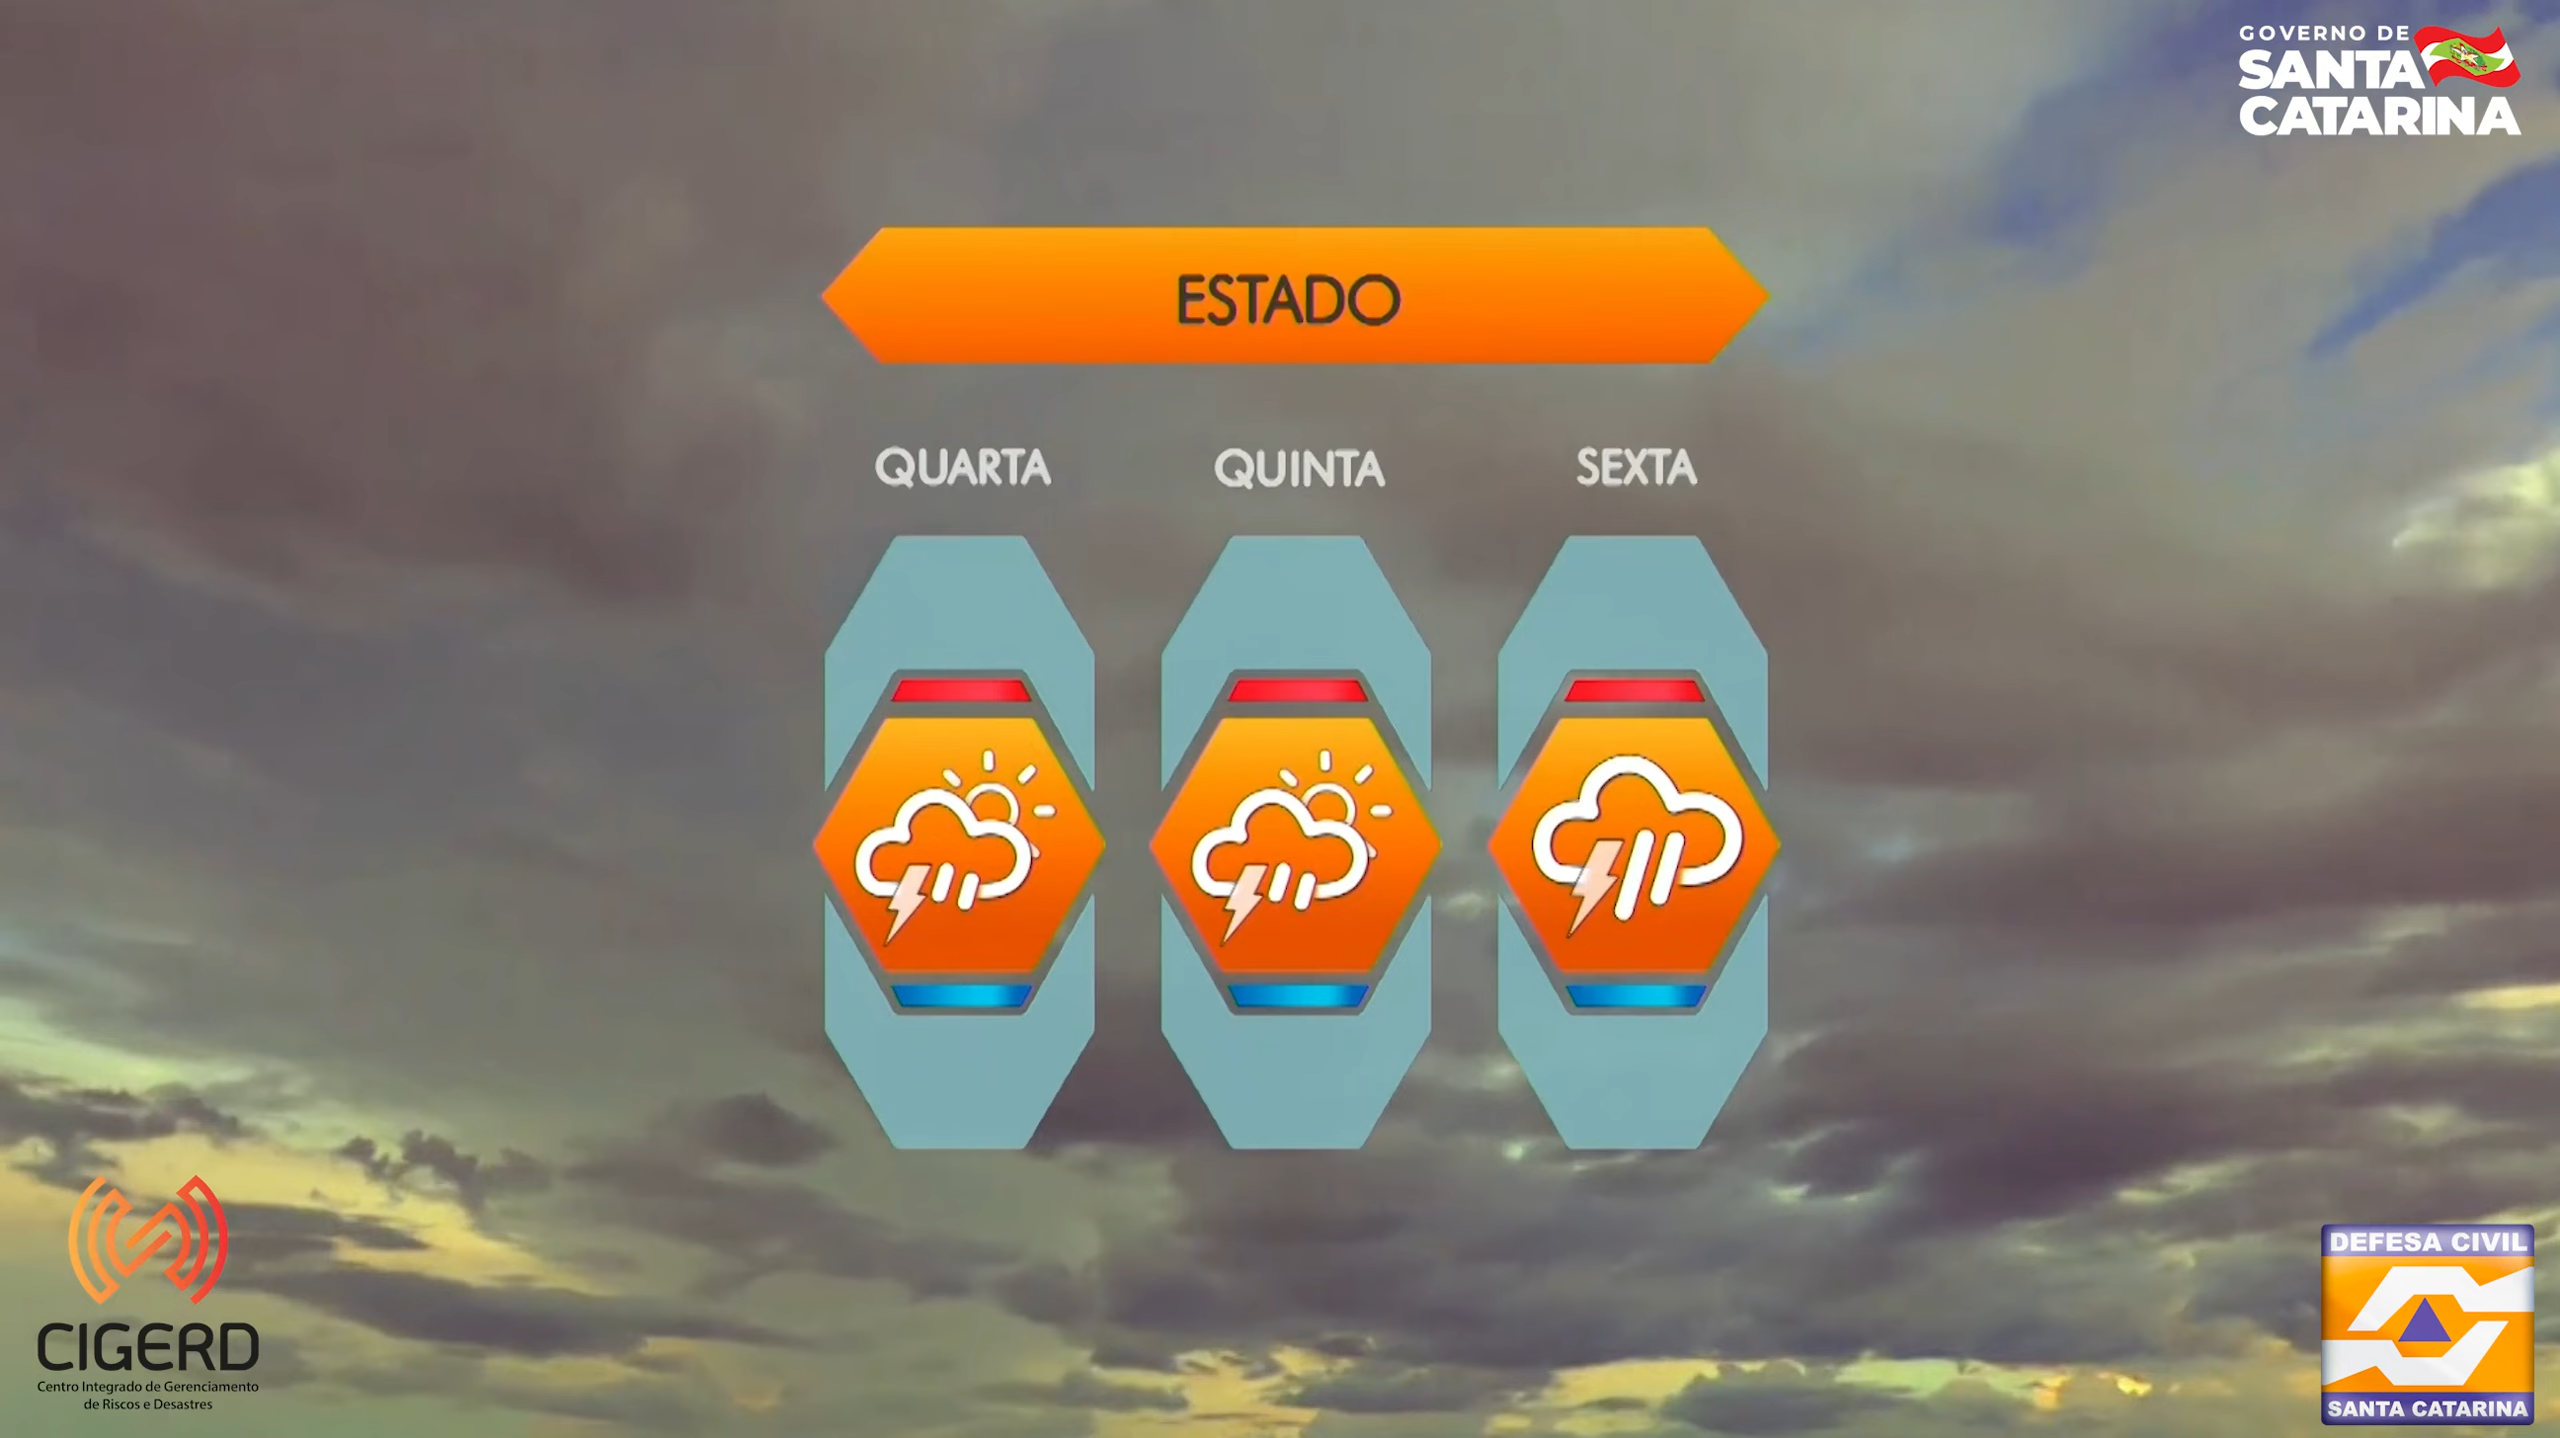 GOVERNO DE
SANTA
CATARINA
ESTADO
QUARTA
QUINTA
SEXTA
CIGERD
Centro Integrado de Gerenciamento
de Riscos e Desastres
DEFESA CIVIL
SANTA CATARINA